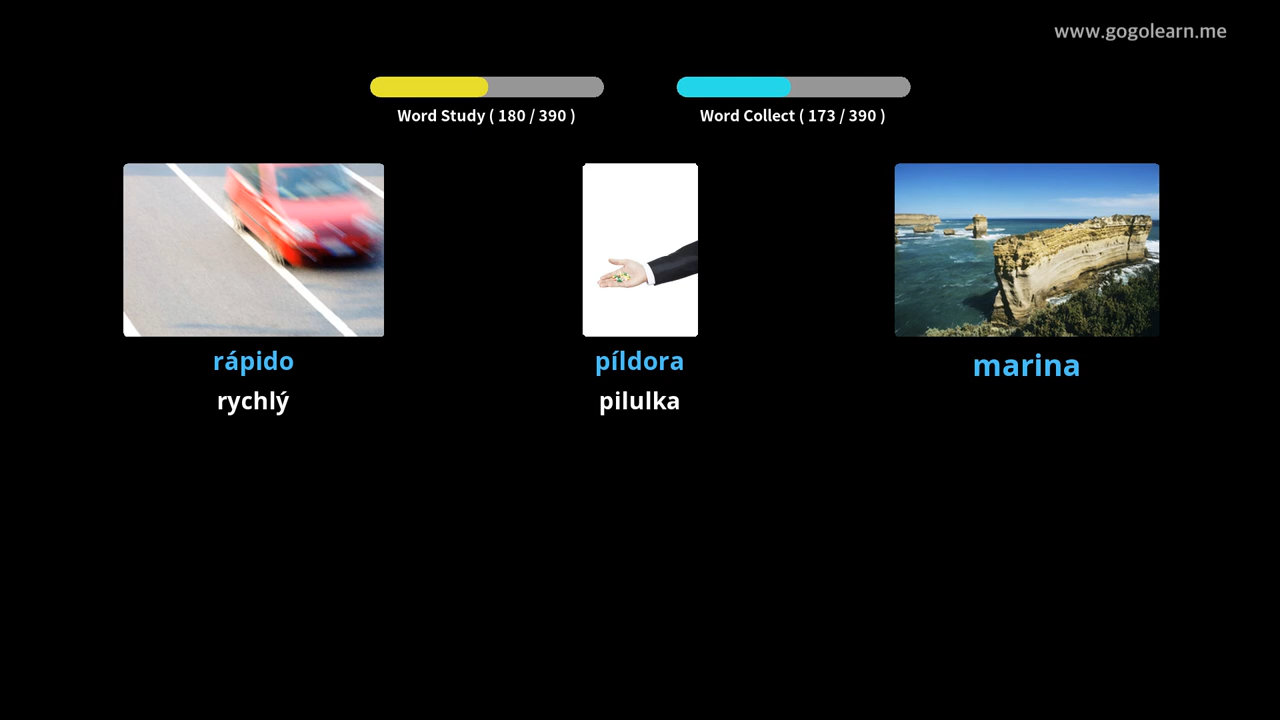 www.gogolearn.me
Word Study ( 180 / 390 )
Word Collect ( 173 / 390 )
rápido
píldora
marina
rychlý
pilulka